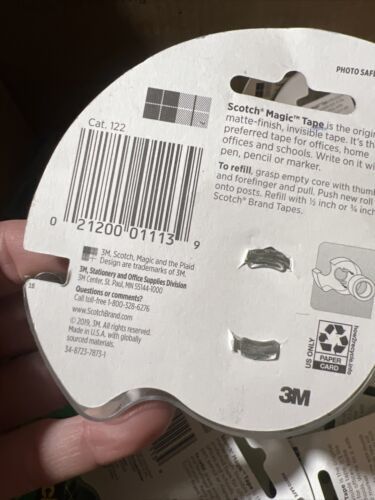 PHOTO SAFE
Cat. 122
0 21200 01113 9
Scotch® Magic™ Tape is the origi
matte-finish, invisible tape. It's th
preferred tape for offices, home
offices and schools. Write on it wi
pen, pencil or marker.
To refill, grasp empty core with thum
and forefinger and pull. Push new roll
onto posts. Refill with ½ inch or ¾ inch
Scotch® Brand Tapes.
3M, Scotch, Magic and the Plaid
Design are trademarks of 3M.
3M, Stationery and Office Supplies Division
3M Center, St. Paul, MN 55144-1000
Questions or comments?
Call toll-free 1-800-328-6276
www.ScotchBrand.com
© 2019, 3M. All rights reserved.
Made in U.S.A. with globally
sourced materials.
34-8723-7873-1
18
US ONLY
how2recycle.info
PAPER
CARD
3M